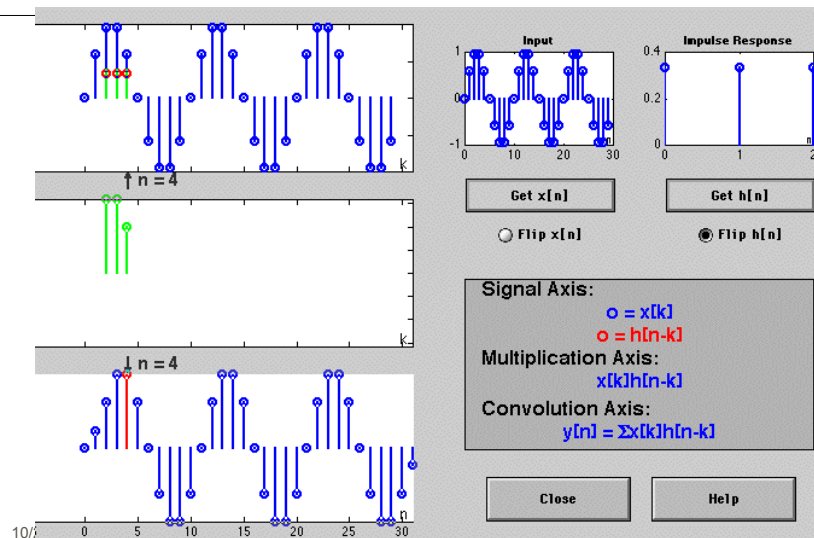 Input
Impulse Response
1
0
-1
0
10
20
30
n
0.4
0.2
0
0
1
2
n
k
n = 4
Get x[n]
Get h[n]
Flip x[n]
Flip h[n]
k
n = 4
Signal Axis:
o = x[k]
o = h[n-k]
Multiplication Axis:
x[k]h[n-k]
Convolution Axis:
y[n] = Σx[k]h[n-k]
n
Close
Help
10/
0
5
10
15
20
25
30